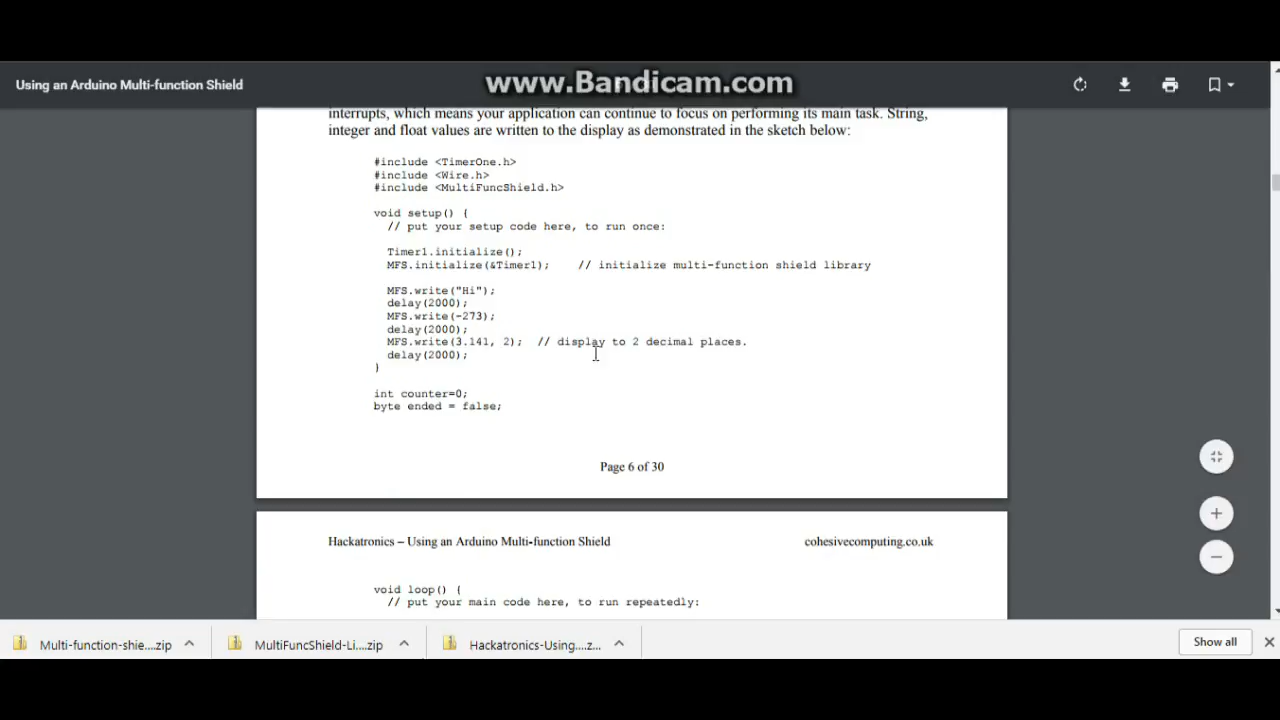 www.Bandicam.com
Using an Arduino Multi-function Shield
interrupts, which means your application can continue to focus on performing its main task. String,
integer and float values are written to the display as demonstrated in the sketch below:
#include <TimerOne.h>
#include <Wire.h>
#include <MultiFuncShield.h>
void setup() {
// put your setup code here, to run once:
Timer1.initialize();
MFS.initialize(&Timer1); // initialize multi-function shield library
MFS.write("Hi");
delay(2000);
MFS.write(-273);
delay(2000);
MFS.write(3.141, 2); // display to 2 decimal places.
delay(2000);
}
int counter=0;
byte ended = false;
Page 6 of 30
Hackatronics – Using an Arduino Multi-function Shield cohesivecomputing.co.uk
void loop() {
// put your main code here, to run repeatedly:
Multi-function-shie....zip MultiFuncShield-Li....zip Hackatronics-Using....z... Show all